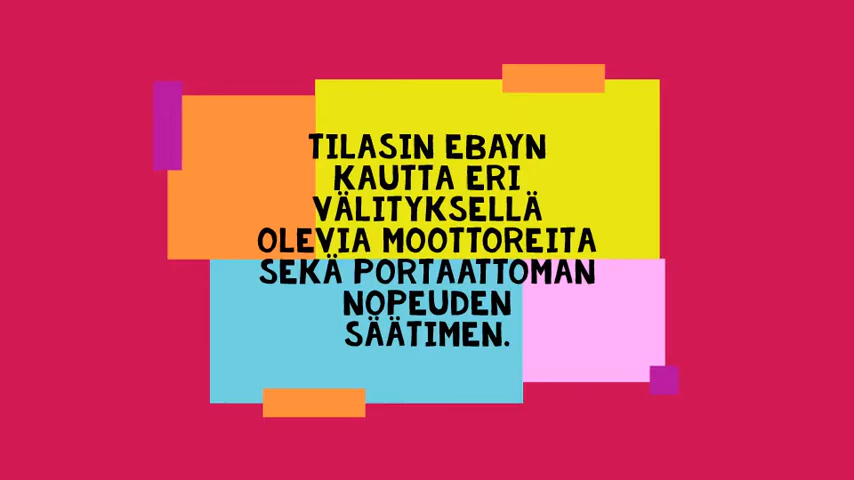 TILASIN EBAYN
KAUTTA ERI
VÄLITYKSELLÄ
OLEVIA MOOTTOREITA
SEKÄ PORTAATTOMAN
NOPEUDEN
SÄÄTIMEN.